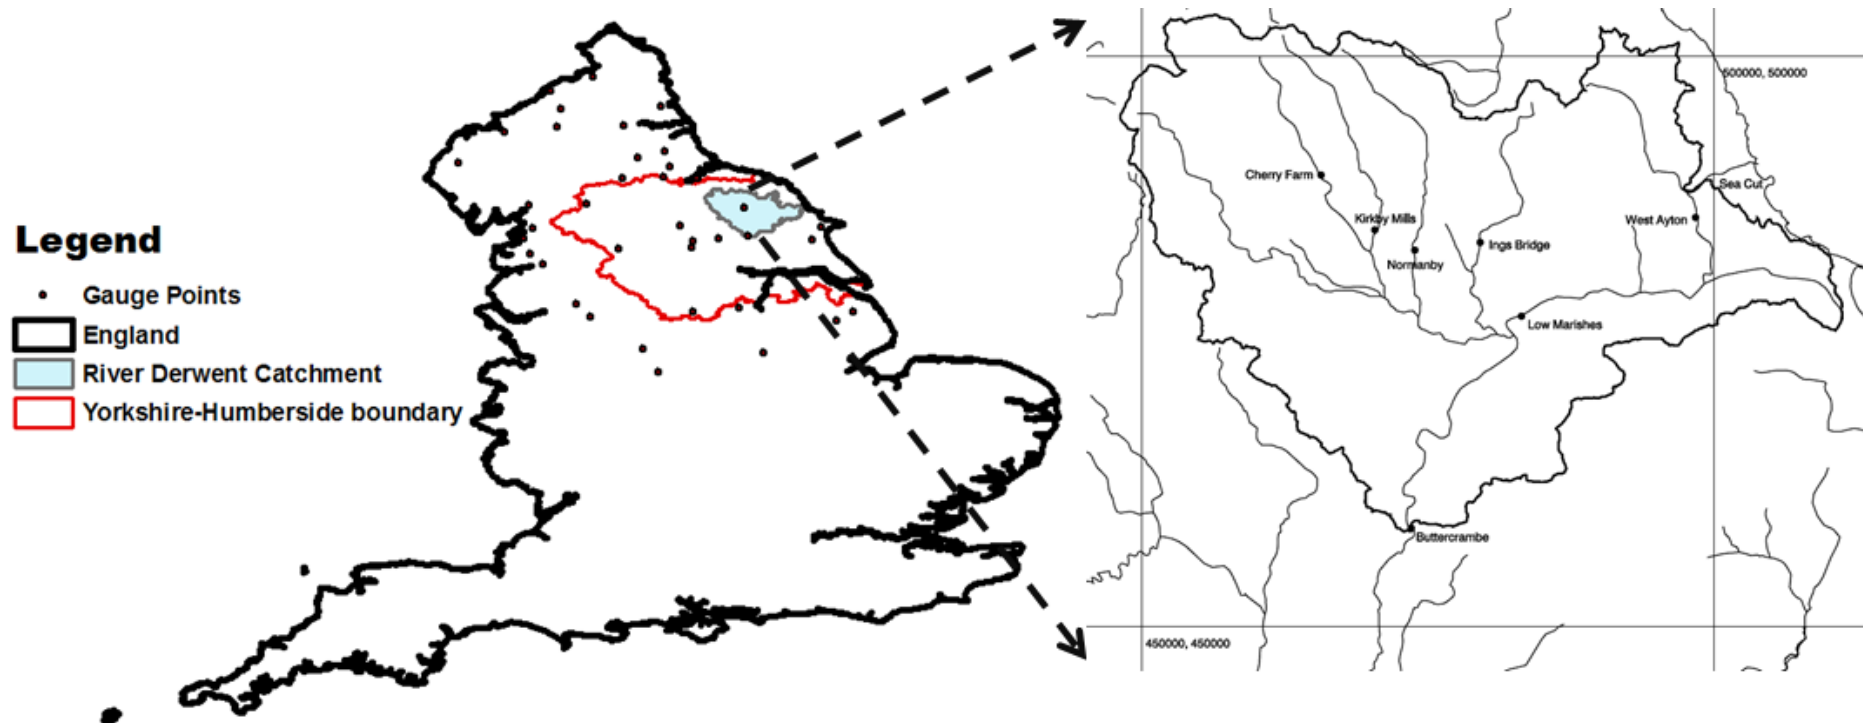 Legend
Gauge Points
England
River Derwent Catchment
Yorkshire-Humberside boundary
500000, 500000
Cherry Farm
Sea Cut
Kirkby Mills
West Ayton
Ings Bridge
Normanby
Low Marishes
Buttercrambe
450000, 450000